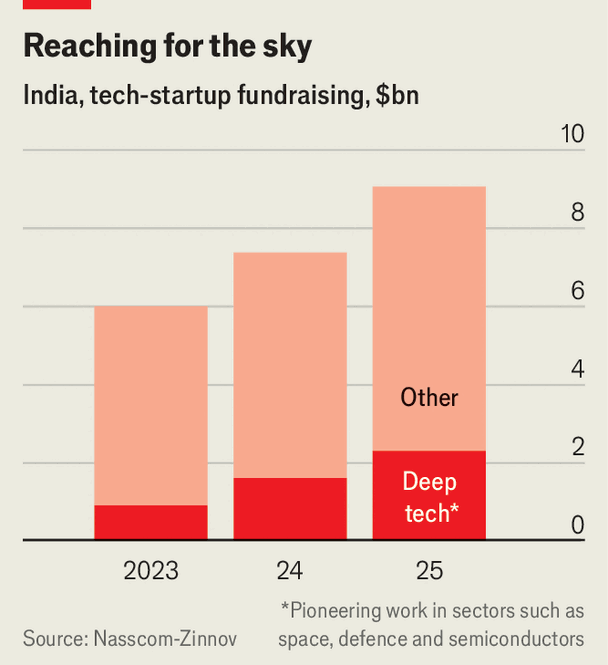 Reaching for the sky
India, tech-startup fundraising, $bn
10
8
6
4
2
0
Other
Deep
tech*
2023
24
25
*Pioneering work in sectors such as
space, defence and semiconductors
Source: Nasscom-Zinnov